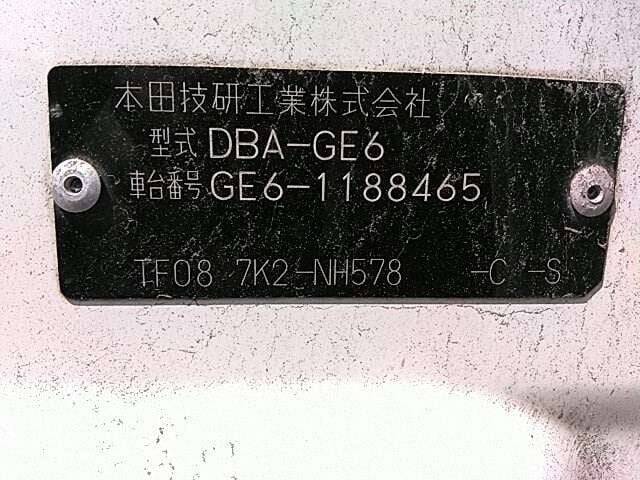 本田技研工業株式会社
型式 DBA-GE6
車台番号 GE6-1188465
TF08 7K2-NH578 -C -S